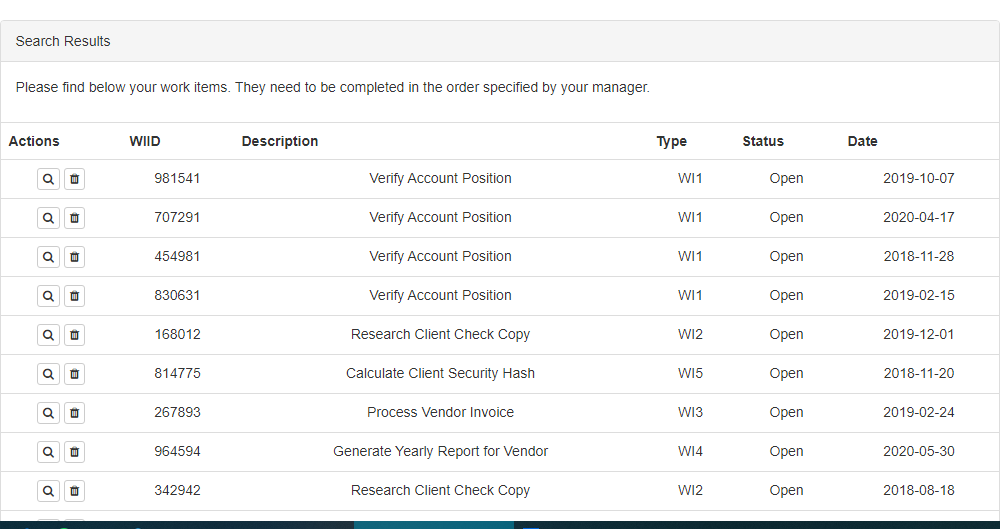 Search Results
Please find below your work items. They need to be completed in the order specified by your manager.
Actions WIID Description Type Status Date
981541 Verify Account Position WI1 Open 2019-10-07
707291 Verify Account Position WI1 Open 2020-04-17
454981 Verify Account Position WI1 Open 2018-11-28
830631 Verify Account Position WI1 Open 2019-02-15
168012 Research Client Check Copy WI2 Open 2019-12-01
814775 Calculate Client Security Hash WI5 Open 2018-11-20
267893 Process Vendor Invoice WI3 Open 2019-02-24
964594 Generate Yearly Report for Vendor WI4 Open 2020-05-30
342942 Research Client Check Copy WI2 Open 2018-08-18